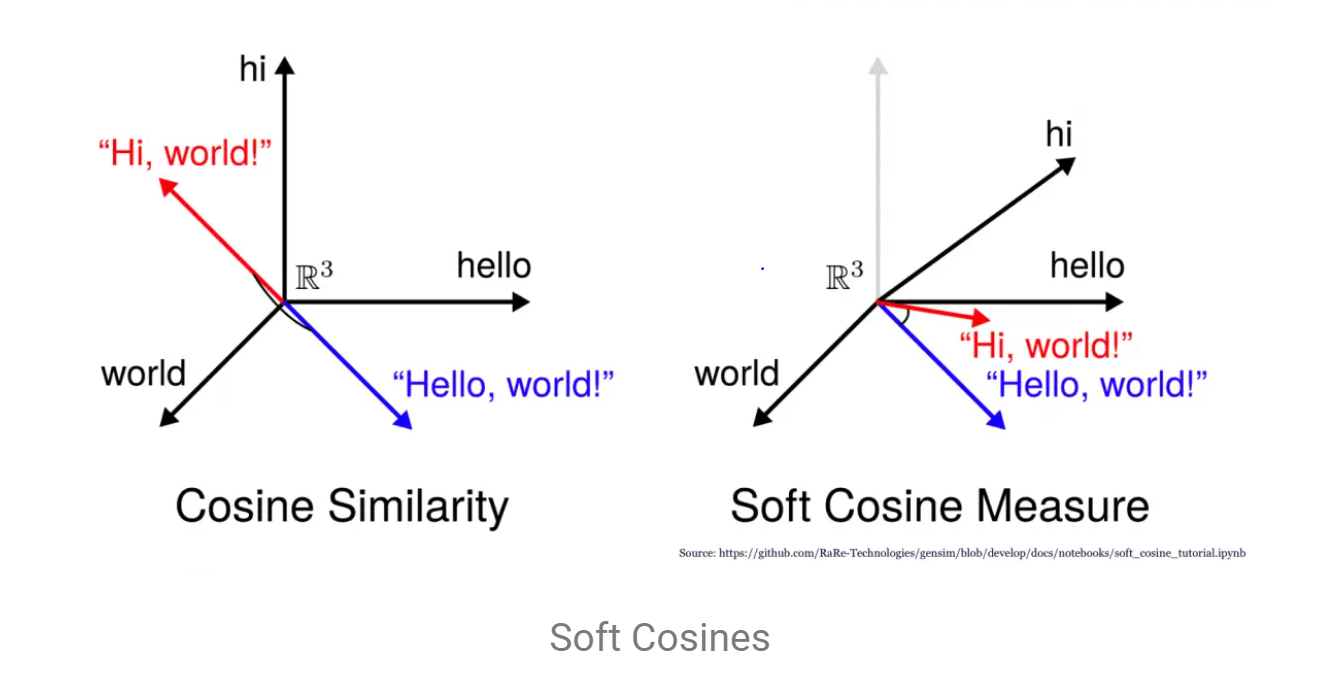 hi
“Hi, world!”
ℝ³
hello
world
“Hello, world!”
Cosine Similarity
hi
ℝ³
hello
“Hi, world!”
world
“Hello, world!”
Soft Cosine Measure
Source: https://github.com/RaRe-Technologies/gensim/blob/develop/docs/notebooks/soft_cosine_tutorial.ipynb
Soft Cosines